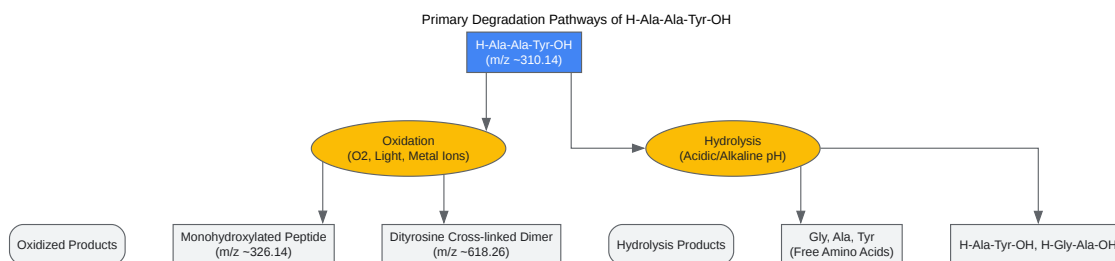 Primary Degradation Pathways of H-Ala-Ala-Tyr-OH
H-Ala-Ala-Tyr-OH
(m/z ~310.14)
Oxidation
(O2, Light, Metal Ions)
Hydrolysis
(Acidic/Alkaline pH)
Oxidized Products
Monohydroxylated Peptide
(m/z ~326.14)
Dityrosine Cross-linked Dimer
(m/z ~618.26)
Hydrolysis Products
Gly, Ala, Tyr
(Free Amino Acids)
H-Ala-Tyr-OH, H-Gly-Ala-OH